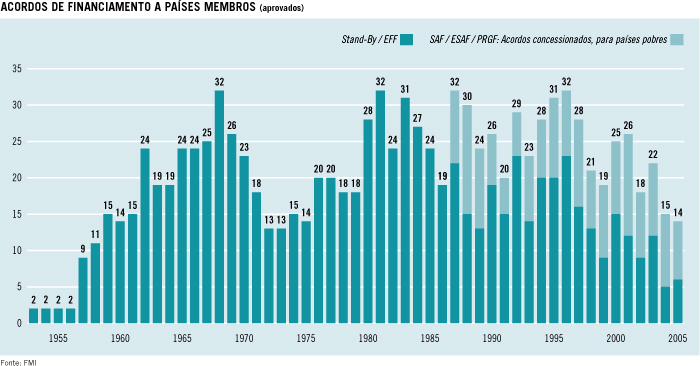 ACORDOS DE FINANCIAMENTO A PAÍSES MEMBROS (aprovados)
Stand-By / EFF SAF / ESAF / PRGF: Acordos concessionados, para países pobres
35
30
25
20
15
10
5
0
2 2 2 2 9 11 15 14 15 24 19 19 24 24 25 32 26 23 18 13 13 15 14 20 20 18 18 28 32 24 31 27 24 19 32 30 24 26 20 29 23 28 31 32 28 21 19 25 26 18 22 15 14
1955 1960 1965 1970 1975 1980 1985 1990 1995 2000 2005
Fonte: FMI